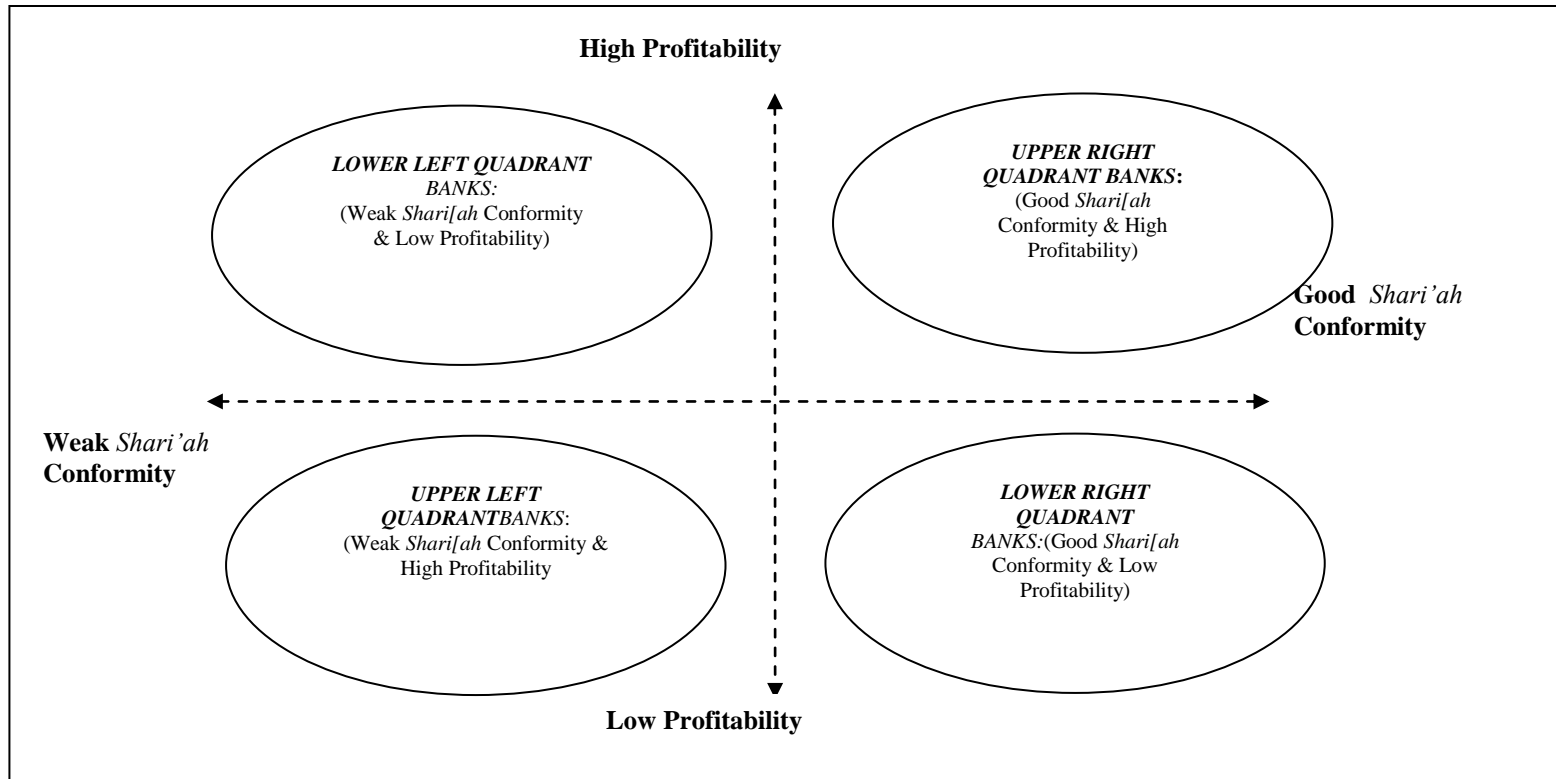 High Profitability
LOWER LEFT QUADRANT
BANKS:
(Weak Shari[ah Conformity
& Low Profitability)
UPPER RIGHT
QUADRANT BANKS:
(Good Shari[ah
Conformity & High
Profitability)
Good Shari’ah
Conformity
Weak Shari’ah
Conformity
UPPER LEFT
QUADRANTBANKS:
(Weak Shari[ah Conformity &
High Profitability
LOWER RIGHT
QUADRANT
BANKS:(Good Shari[ah
Conformity & Low
Profitability)
Low Profitability